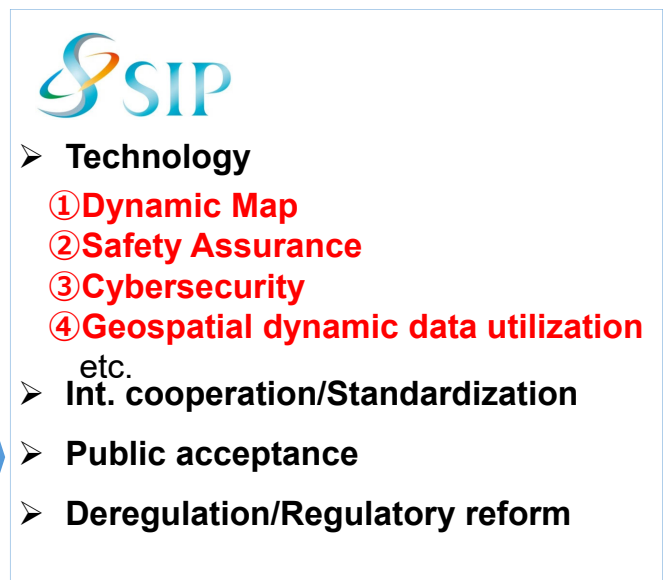 SIP
➢ Technology
①Dynamic Map
②Safety Assurance
③Cybersecurity
④Geospatial dynamic data utilization
etc.
➢ Int. cooperation/Standardization
➢ Public acceptance
➢ Deregulation/Regulatory reform